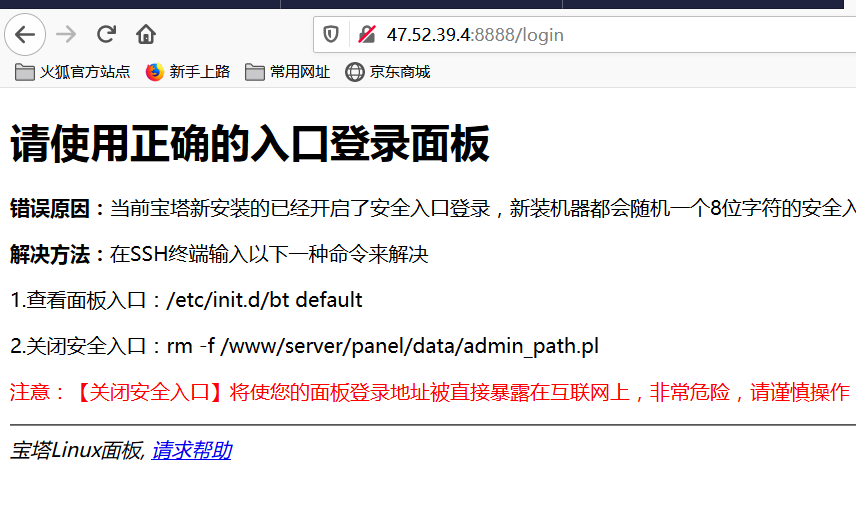 47.52.39.4:8888/login
火狐官方站点 新手上路 常用网址 京东商城
请使用正确的入口登录面板
错误原因：当前宝塔新安装的已经开启了安全入口登录，新装机器都会随机一个8位字符的安全入
解决方法：在SSH终端输入以下一种命令来解决
1.查看面板入口：/etc/init.d/bt default
2.关闭安全入口：rm -f /www/server/panel/data/admin_path.pl
注意：【关闭安全入口】将使您的面板登录地址被直接暴露在互联网上，非常危险，请谨慎操作
宝塔Linux面板, 请求帮助